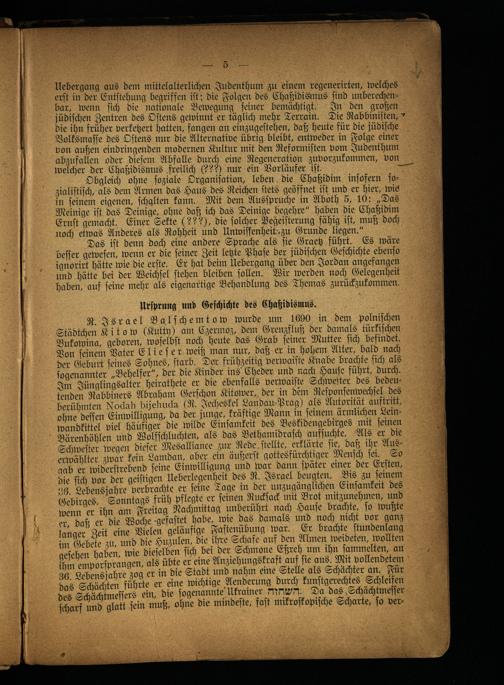 — 5 —
Uebergang aus dem mittelalterlichen Judenthum zu einem regenerirten, welches
erst in der Entstehung begriffen ist; die Folgen des Chaßidismus sind unberechen-
bar, wenn sich die nationale Bewegung seiner bemächtigt. In den großen
jüdischen Zentren des Ostens gewinnt er täglich mehr Terrain. Die Rabbinisten,
die ihn früher verkehert hatten, fangen an einzugestehen, daß heute für die jüdische
Volksmasse des Ostens nur die Alternative übrig bleibt, entweder in Folge einer
von außen eindringenden modernen Kultur mit den Reformisten vom Judenthum
abzufallen oder diesem Abfalle durch eine Regeneration zuvorzukommen, von
welcher der Chaßidismus freilich (???) nur ein Vorläufer ist.
Obgleich ohne soziale Organisation, leben die Chaßidim insofern so-
zialistisch, als dem Armen das Haus des Reichen stets geöffnet ist und er hier, wie
in seinem eigenen, schalten kann. Mit dem Ausspruche in Aboth 5, 10: „Das
Meinige ist das Deinige, ohne daß ich das Deinige begehre“ haben die Chaßidim
Ernst gemacht. Einer Sekte (???), die solcher Begeisterung fähig ist, muß doch
noch etwas Anderes als Rohheit und Unwissenheit zu Grunde liegen.“
Das ist denn doch eine andere Sprache als sie Graetz führt. Es wäre
besser gewesen, wenn er die seiner Zeit letzte Phase der jüdischen Geschichte ebenso
ignorirt hätte wie die erste. Er hat beim Uebergang über den Jordan angefangen
und hätte bei der Weichsel stehen bleiben sollen. Wir werden noch Gelegenheit
haben, auf seine mehr als eigenartige Behandlung des Themas zurückzukommen.
Ursprung und Geschichte des Chaßidismus.
R. Israel Balschemtow wurde um 1690 in dem polnischen
Städtchen Kitow (Kutty) am Czermoz, dem Grenzfluß der damals türkischen
Bukowina, geboren, woselbst noch heute das Grab seiner Mutter sich befindet.
Von seinem Vater Elieser weiß man nur, daß er in hohem Alter, bald nach
der Geburt seines Sohnes, starb. Der frühzeitig verwaiste Knabe brachte sich als
sogenannter „Behelfer“, der die Kinder ins Cheder und nach Hause führt, durch.
Im Jünglingsalter heirathete er die ebenfalls verwaiste Schwester des bedeu-
tenden Rabbiners Abraham Gerschon Kitower, der in dem Responsenwerke des
berühmten Nodah bijehuda (R. Jecheskel Landau-Prag) als Autorität auftritt,
ohne dessen Einwilligung, da der junge, kräftige Mann in seinem ärmlichen Lein-
wandkittel viel häufiger die wilde Einsamkeit des Beskidengebirges mit seinen
Bärenhöhlen und Wolfschluchten, als das Bethamidrasch aufsuchte. Als er die
Schwester wegen dieser Mesalliance zur Rede stellte, erklärte sie, daß ihr Aus-
erwählter zwar kein Lamdan, aber ein äußerst gottesfürchtiger Mensch sei. So
gab er widerstrebend seine Einwilligung und war dann später einer der Ersten,
die sich vor der geistigen Ueberlegenheit des R. Israel beugten. Bis zu seinem
36. Lebensjahre verbrachte er seine Tage in der unzugänglichen Einsamkeit des
Gebirges. Sonntags früh pflegte er seinen Rucksack mit Brot mitzunehmen, und
wenn er ihn am Freitag Nachmittag unberührt nach Hause brachte, so wußte
er, daß er die Woche gefastet habe, wie das damals und noch nicht vor ganz
langer Zeit eine Vielen geläufige Fastenübung war. Er brachte stundenlang
im Gebete zu, und die Huzulen, die ihre Schafe auf den Almen weideten, wollten
gesehen haben, wie dieselben sich bei der Schmone Eßreh um ihn sammelten, an
ihm emporsprangen, als übte er eine Anziehungskraft auf sie aus. Mit vollendetem
36. Lebensjahre zog er in die Stadt und nahm eine Stelle als Schächter an. Für
das Schächten führte er eine wichtige Aenderung durch kunstgerechtes Schleifen
des Schächtmessers ein, die sogenannte Ukrainer השחזה. Da das Schächtmesser
scharf und glatt sein muß, ohne die mindeste, fast mikroskopische Scharte, so ver-